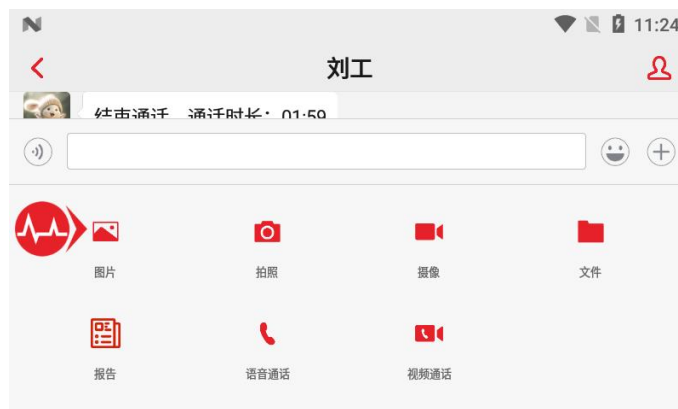 11:24
刘工
结束通话 通话时长：01:59
图片
拍照
摄像
文件
报告
语音通话
视频通话